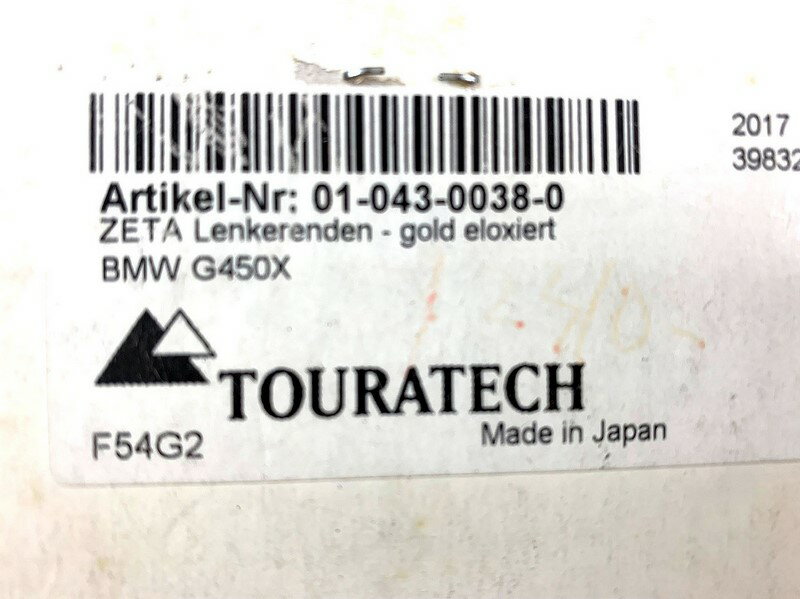 2017
39832
Artikel-Nr: 01-043-0038-0
ZETA Lenkerenden - gold eloxiert
BMW G450X
TOURATECH
F54G2
Made in Japan